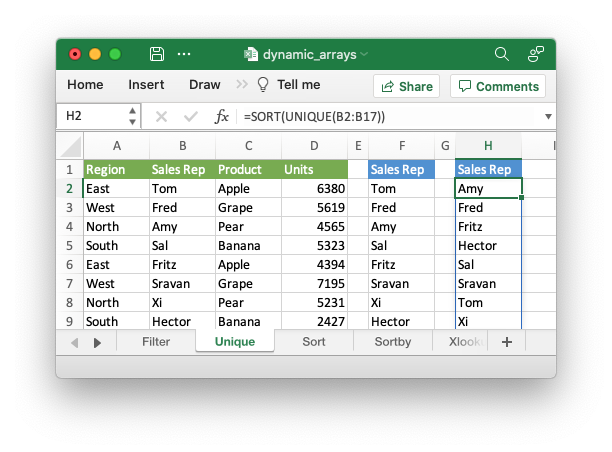 dynamic_arrays
Home Insert Draw Tell me Share Comments
H2 fx =SORT(UNIQUE(B2:B17))
A B C D E F G H I
1 Region Sales Rep Product Units Sales Rep Sales Rep
2 East Tom Apple 6380 Tom Amy
3 West Fred Grape 5619 Fred Fred
4 North Amy Pear 4565 Amy Fritz
5 South Sal Banana 5323 Sal Hector
6 East Fritz Apple 4394 Fritz Sal
7 West Sravan Grape 7195 Sravan Sravan
8 North Xi Pear 5231 Xi Tom
9 South Hector Banana 2427 Hector Xi
Filter Unique Sort Sortby